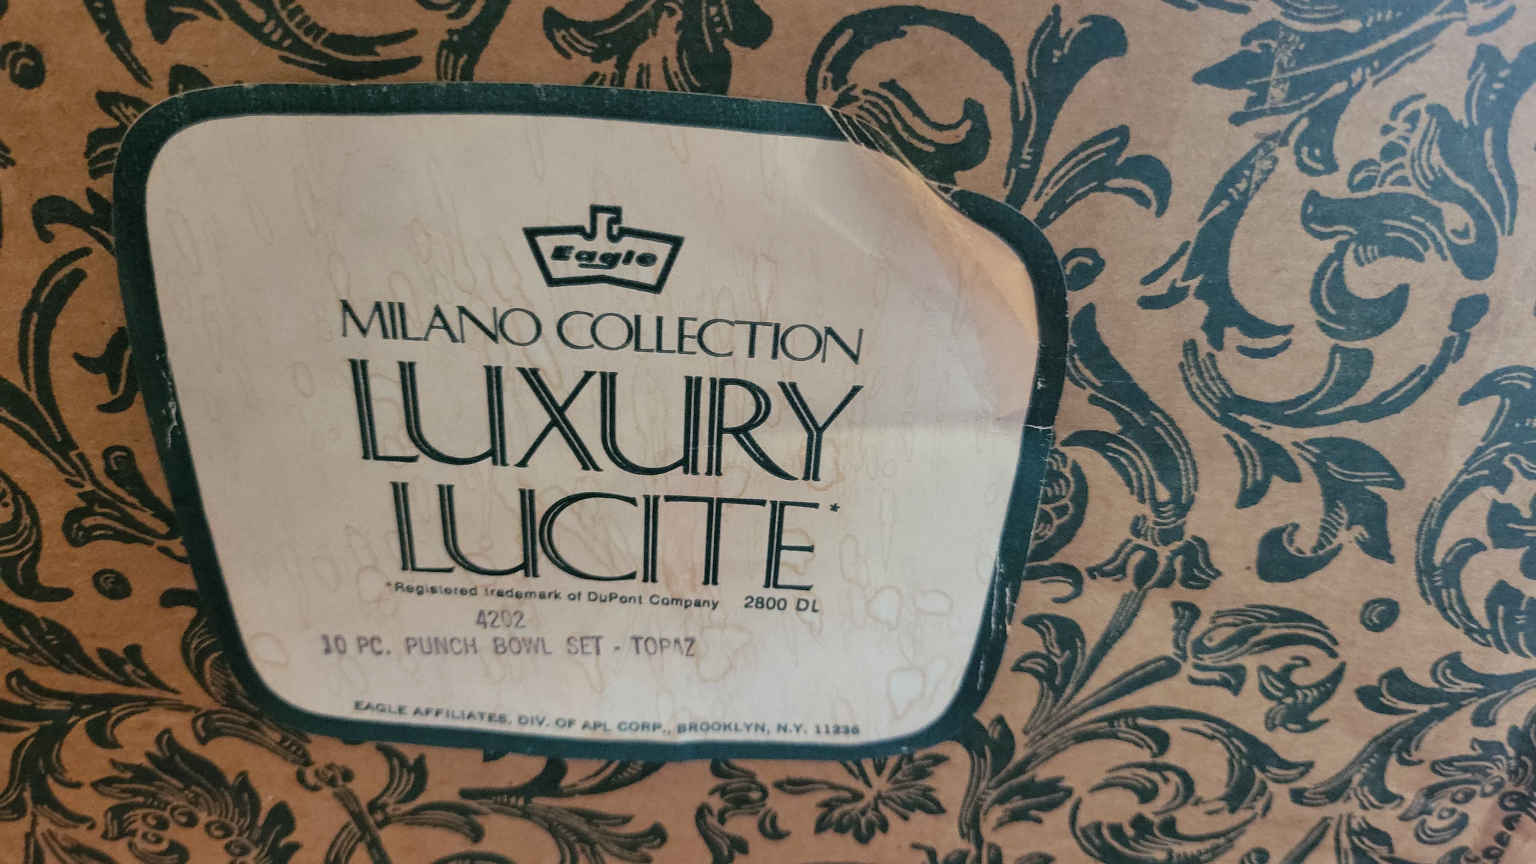 Eagle
MILANO COLLECTION
LUXURY
LUCITE*
*Registered trademark of DuPont Company 2800 DL
4202
10 PC. PUNCH BOWL SET - TOPAZ
EAGLE AFFILIATES, DIV. OF APL CORP., BROOKLYN, N.Y. 11236